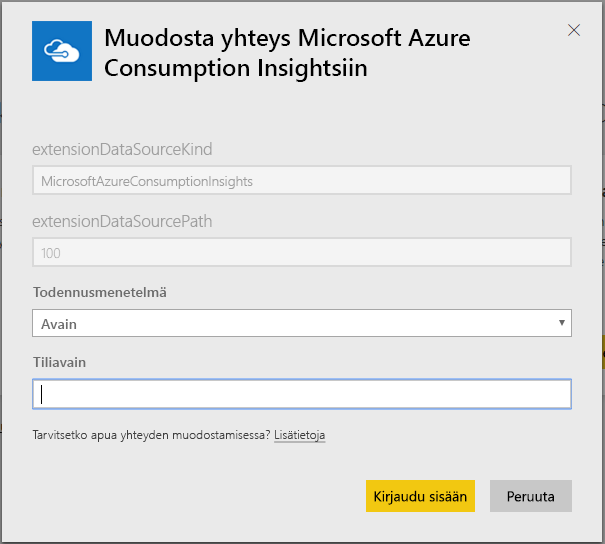 Muodosta yhteys Microsoft Azure
Consumption Insightsiin
extensionDataSourceKind
MicrosoftAzureConsumptionInsights
extensionDataSourcePath
100
Todennusmenetelmä
Avain
Tiliavain
Tarvitsetko apua yhteyden muodostamisessa? Lisätietoja
Kirjaudu sisään Peruuta